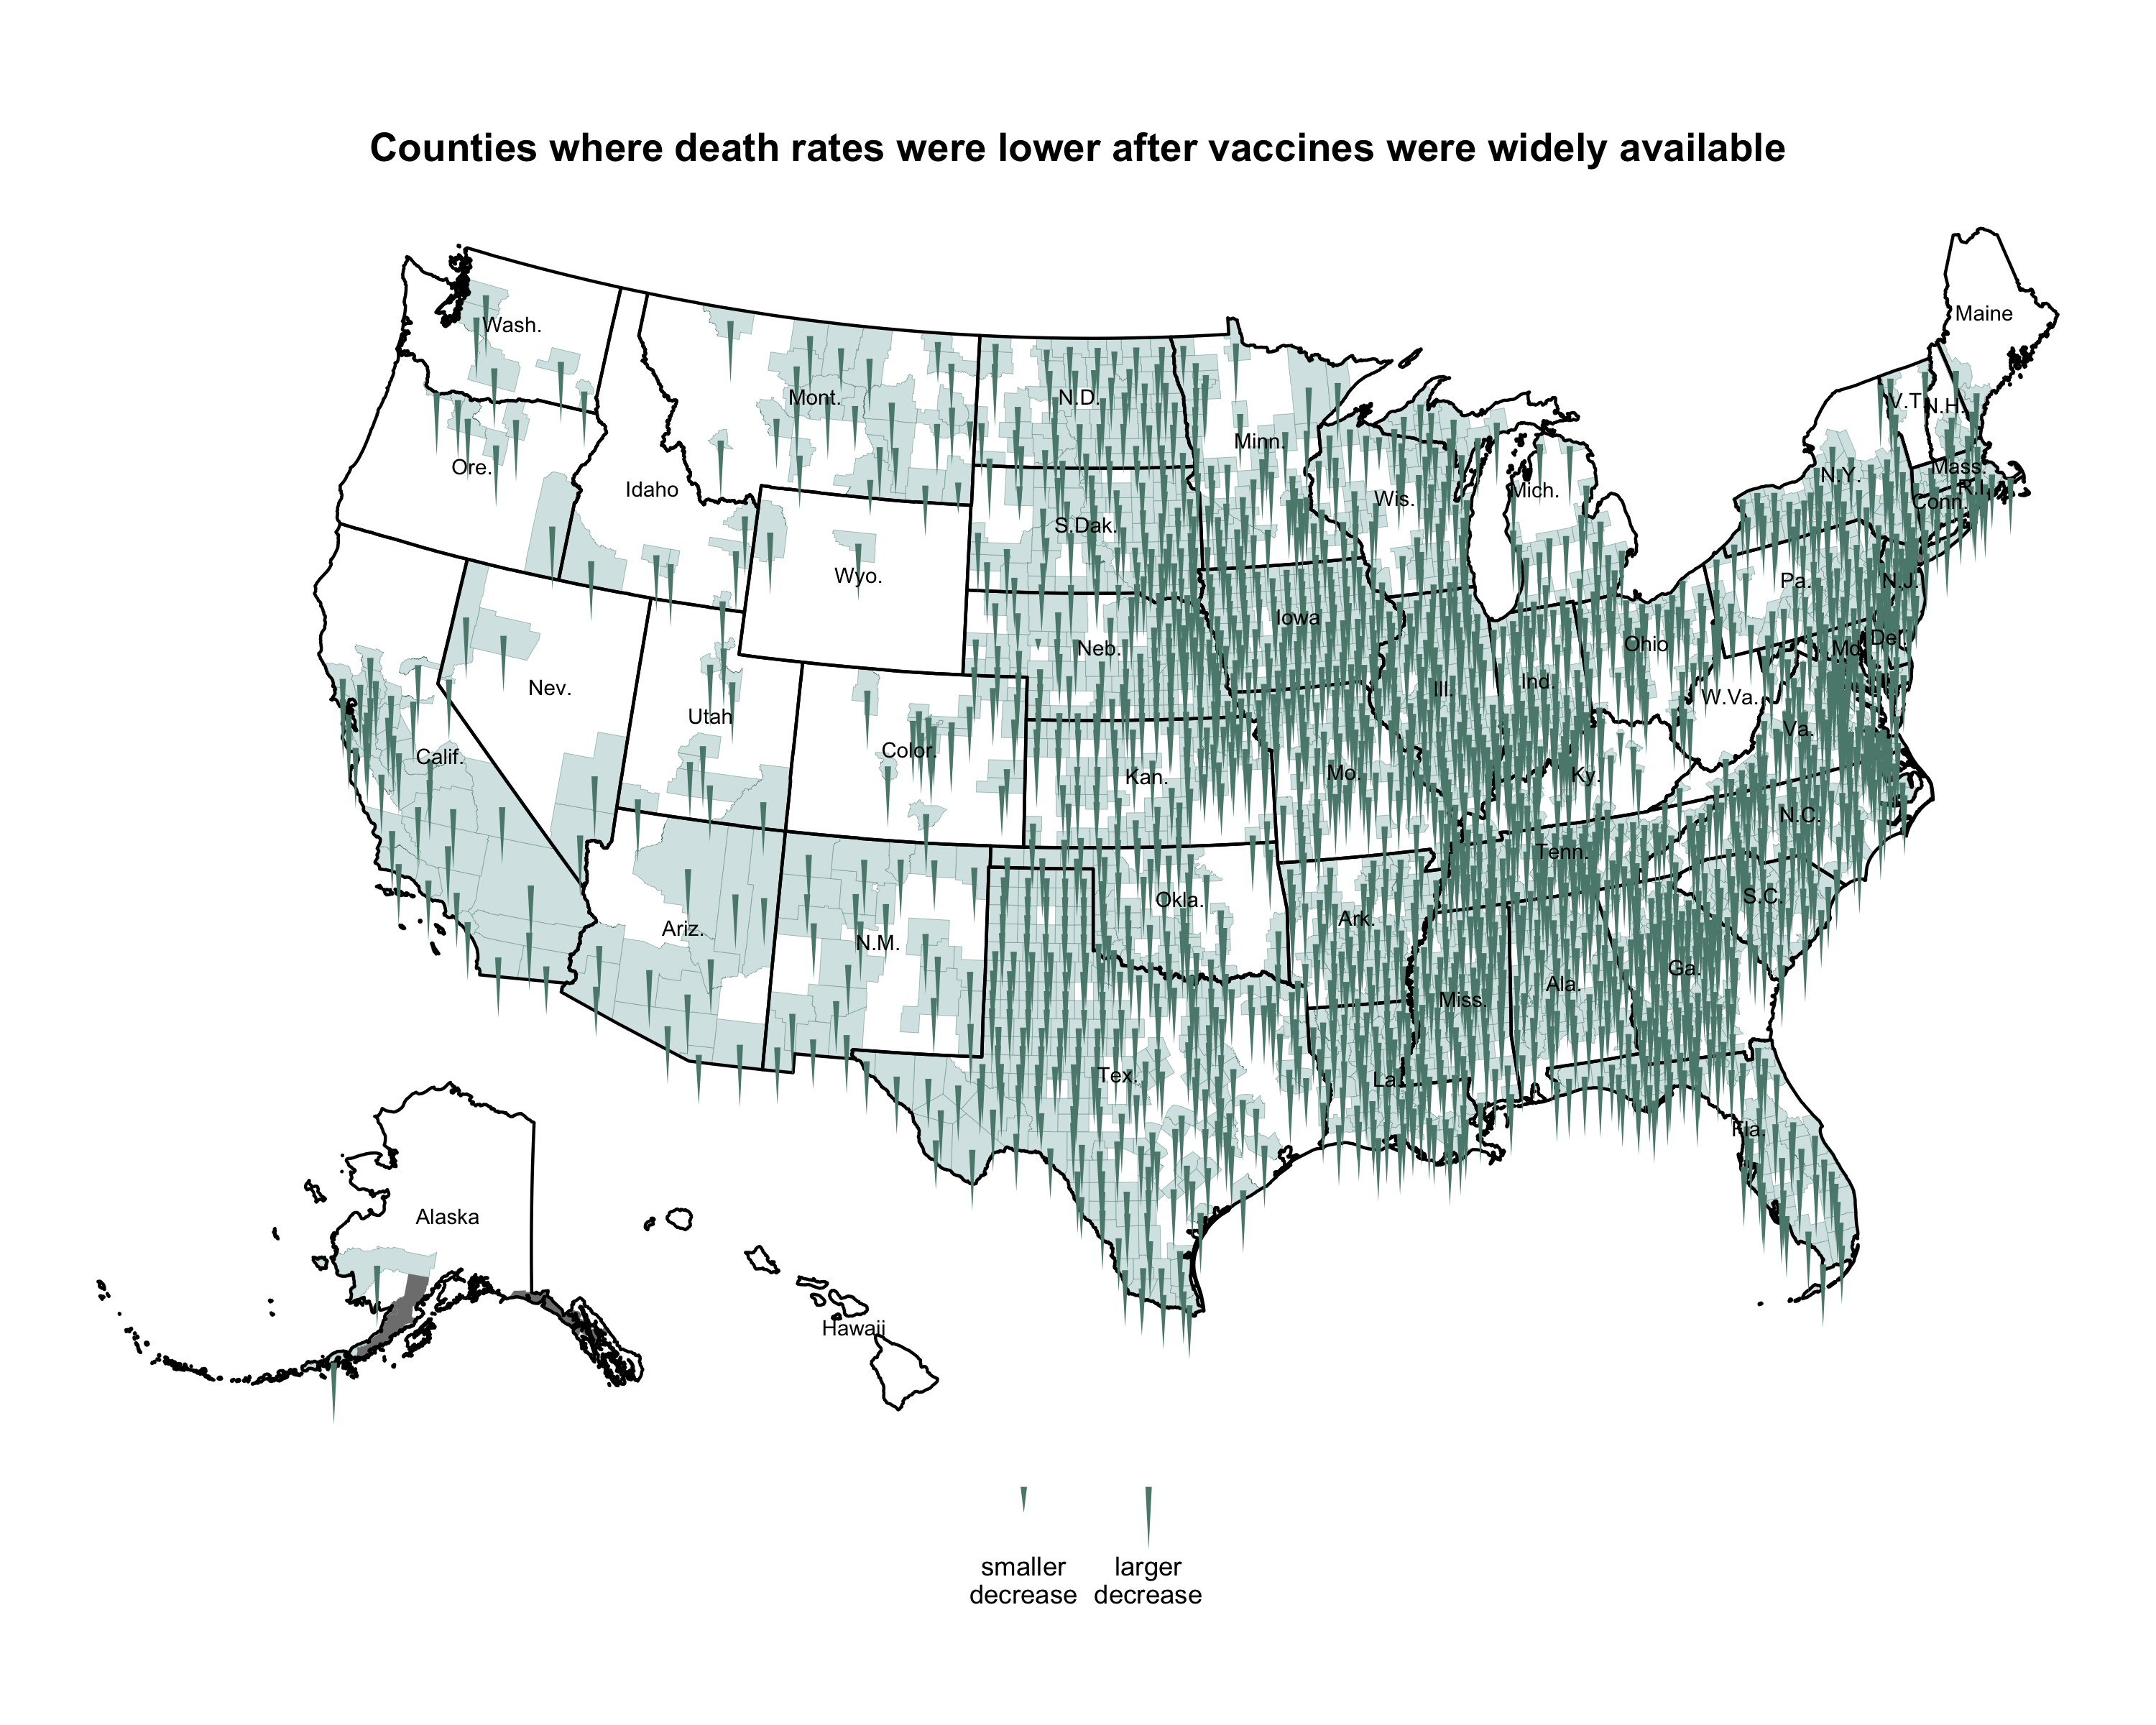 Counties where death rates were lower after vaccines were widely available
Maine
Wash.
Mont.
N.D.
V.T
N.H.
Minn.
Ore.
Idaho
Wis.
Mich.
N.Y.
Mass.
R.I.
Conn.
S.Dak.
Wyo.
Pa.
N.J.
Iowa
Neb.
Ohio
Del.
Md.
Nev.
Utah
Ill.
Ind.
W.Va.
Calif.
Color.
Kan.
Mo.
Ky.
Va.
N.C.
Tenn.
Ariz.
N.M.
Okla.
Ark.
S.C.
Miss.
Ala.
Ga.
Tex.
La.
Fla.
Alaska
Hawaii
smaller
decrease
larger
decrease